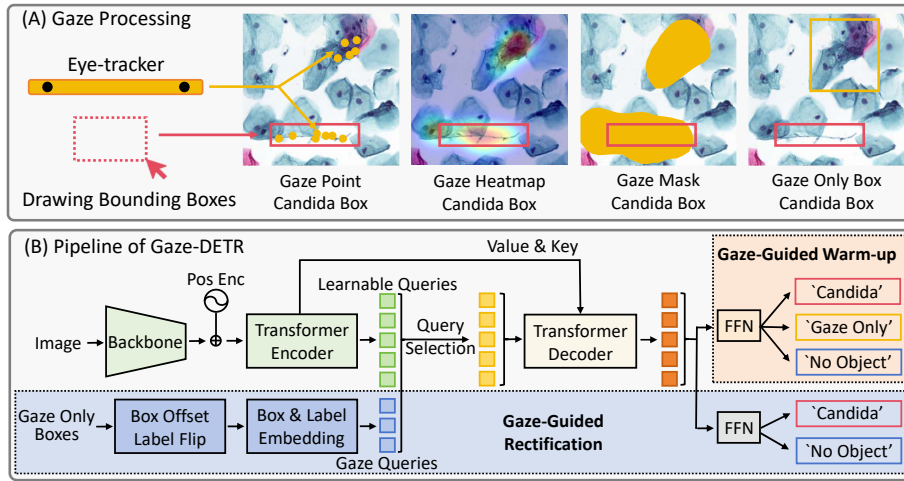 (A) Gaze Processing
Eye-tracker
Drawing Bounding Boxes
Gaze Point
Candida Box
Gaze Heatmap
Candida Box
Gaze Mask
Candida Box
Gaze Only Box
Candida Box
(B) Pipeline of Gaze-DETR
Value & Key
Gaze-Guided Warm-up
Pos Enc
Learnable Queries
Image
Backbone
Transformer
Encoder
Query
Selection
Transformer
Decoder
FFN
`Candida'
`Gaze Only'
`No Object'
Gaze Only
Boxes
Box Offset
Label Flip
Box & Label
Embedding
Gaze Queries
Gaze-Guided
Rectification
FFN
`Candida'
`No Object'